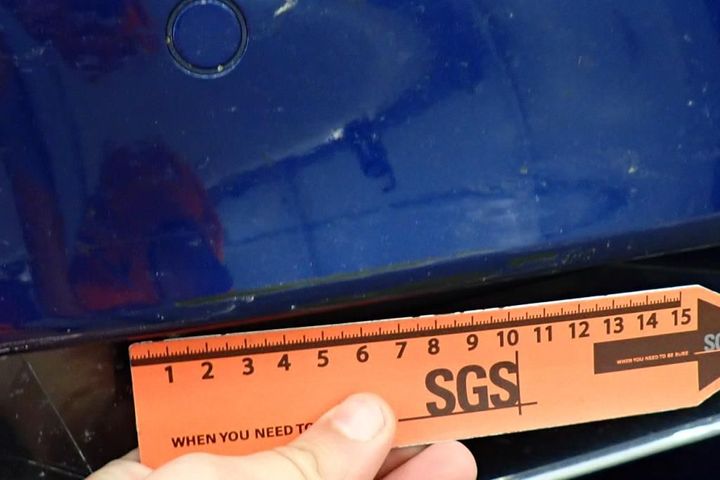 1 2 3 4 5 6 7 8 9 10 11 12 13 14 15
SGS
WHEN YOU NEED TO BE SURE
WHEN YOU NEED TO